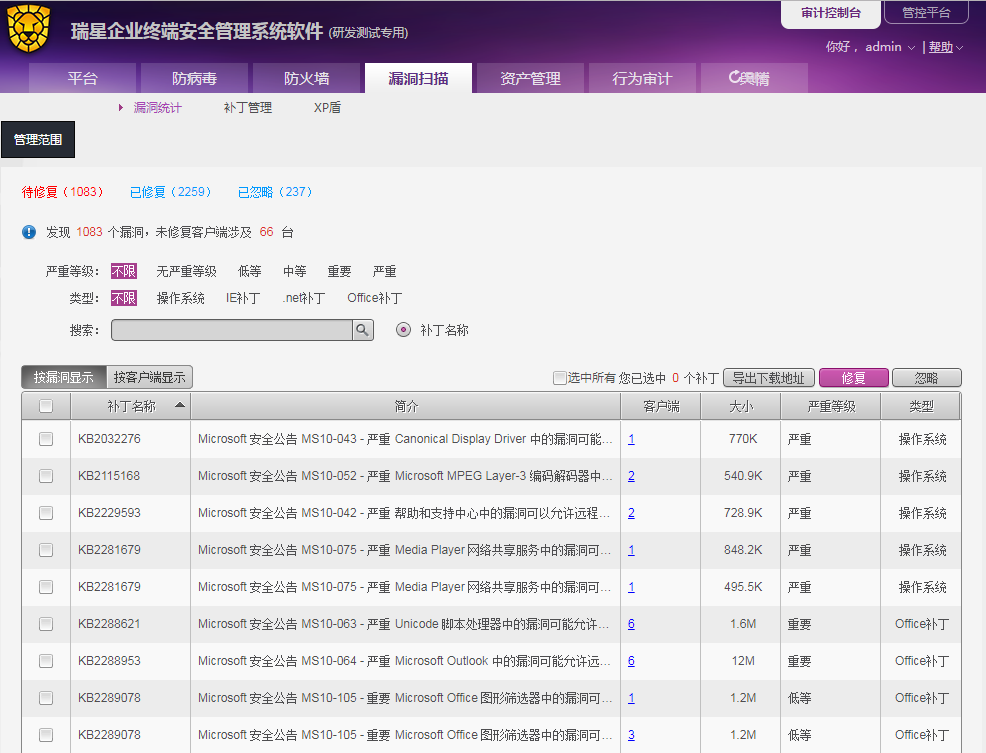 瑞星企业终端安全管理系统软件 (研发测试专用)
审计控制台 管控平台
你好， admin | 帮助
平台 防病毒 防火墙 漏洞扫描 资产管理 行为审计
漏洞统计 补丁管理 XP盾
管理范围
待修复（1083） 已修复（2259） 已忽略（237）
发现 1083 个漏洞，未修复客户端涉及 66 台
严重等级： 不限 无严重等级 低等 中等 重要 严重
类型： 不限 操作系统 IE补丁 .net补丁 Office补丁
搜索： 补丁名称
按漏洞显示 按客户端显示 选中所有 您已选中 0 个补丁 导出下载地址 修复 忽略
补丁名称 简介 客户端 大小 严重等级 类型
KB2032276 Microsoft 安全公告 MS10-043 - 严重 Canonical Display Driver 中的漏洞可能... 1 770K 严重 操作系统
KB2115168 Microsoft 安全公告 MS10-052 - 严重 Microsoft MPEG Layer-3 编码解码器中... 2 540.9K 严重 操作系统
KB2229593 Microsoft 安全公告 MS10-042 - 严重 帮助和支持中心中的漏洞可以允许远程... 2 728.9K 严重 操作系统
KB2281679 Microsoft 安全公告 MS10-075 - 严重 Media Player 网络共享服务中的漏洞可... 1 848.2K 严重 操作系统
KB2281679 Microsoft 安全公告 MS10-075 - 严重 Media Player 网络共享服务中的漏洞可... 1 495.5K 严重 操作系统
KB2288621 Microsoft 安全公告 MS10-063 - 严重 Unicode 脚本处理器中的漏洞可能允许... 6 1.6M 重要 Office补丁
KB2288953 Microsoft 安全公告 MS10-064 - 严重 Microsoft Outlook 中的漏洞可能允许远... 6 12M 重要 Office补丁
KB2289078 Microsoft 安全公告 MS10-105 - 重要 Microsoft Office 图形筛选器中的漏洞可... 1 1.2M 低等 Office补丁
KB2289078 Microsoft 安全公告 MS10-105 - 重要 Microsoft Office 图形筛选器中的漏洞可... 3 1.2M 低等 Office补丁